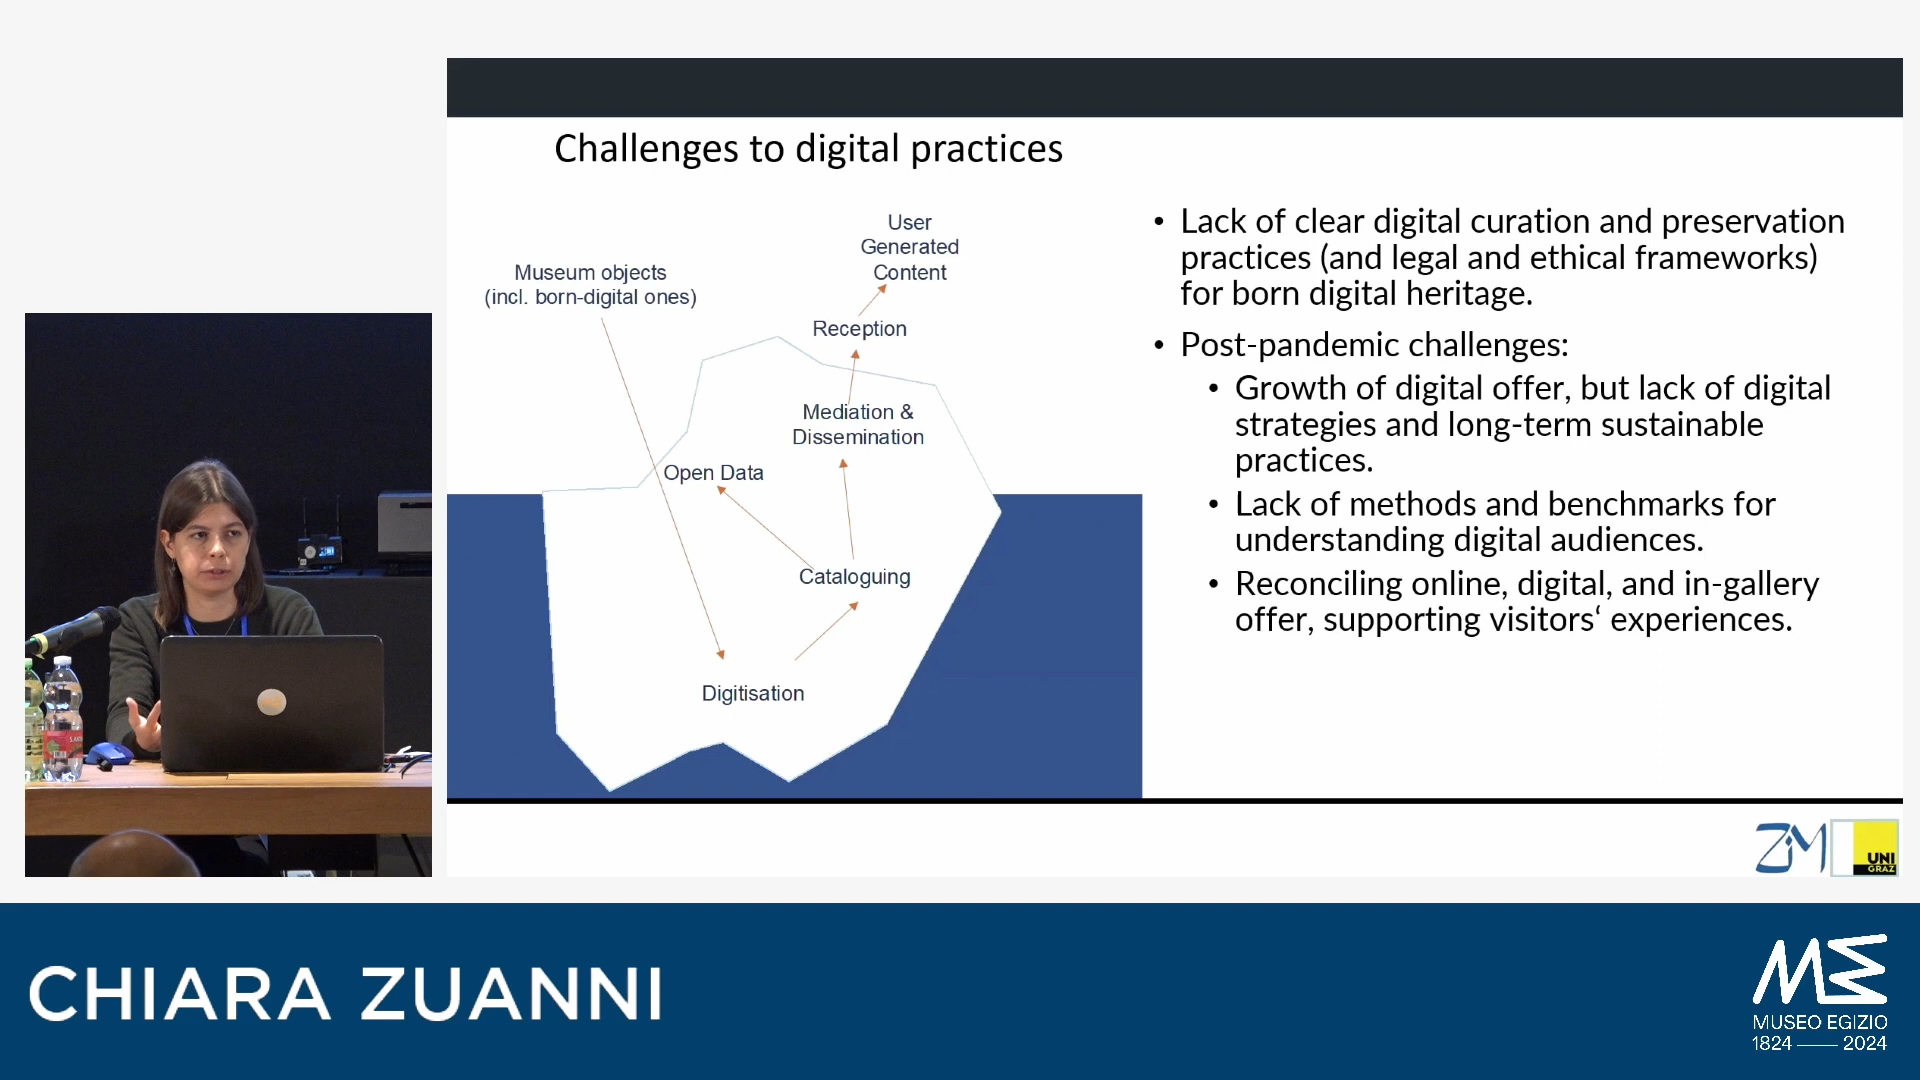 Challenges to digital practices
User
Generated
Content
Museum objects
(incl. born-digital ones)
Reception
Mediation &
Dissemination
Open Data
Cataloguing
Digitisation
• Lack of clear digital curation and preservation
practices (and legal and ethical frameworks)
for born digital heritage.
• Post-pandemic challenges:
• Growth of digital offer, but lack of digital
strategies and long-term sustainable
practices.
• Lack of methods and benchmarks for
understanding digital audiences.
• Reconciling online, digital, and in-gallery
offer, supporting visitors‘ experiences.
ZIM
UNI
GRAZ
CHIARA ZUANNI
ME
MUSEO EGIZIO
1824 — 2024